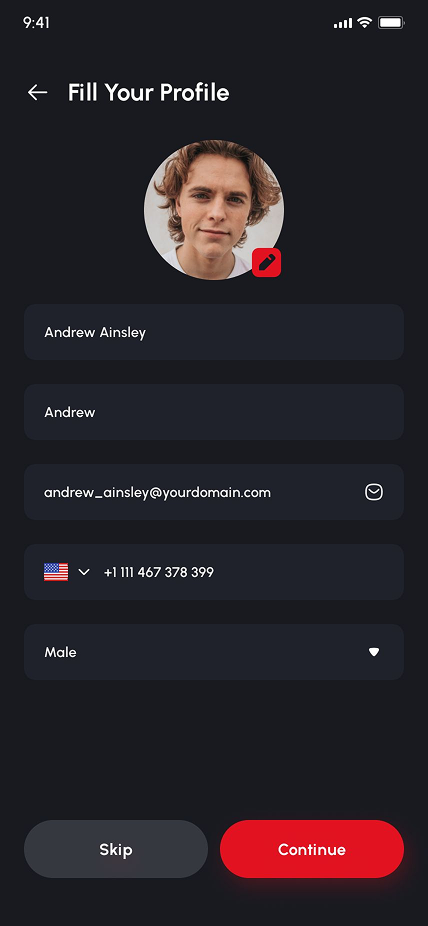 9:41
Fill Your Profile
Andrew Ainsley
Andrew
andrew_ainsley@yourdomain.com
+1 111 467 378 399
Male
Skip
Continue